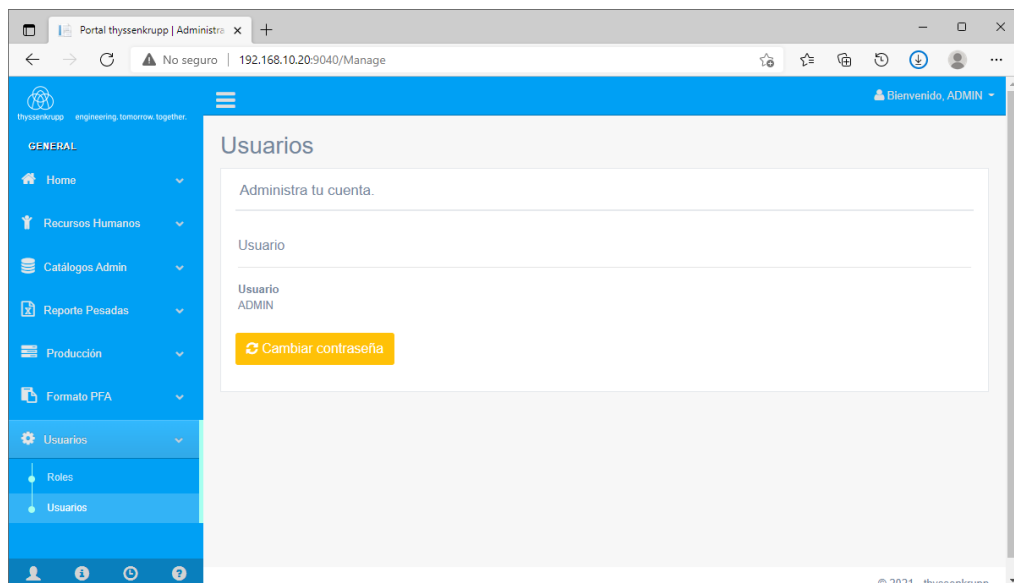 Portal thyssenkrupp | Administra
No seguro | 192.168.10.20:9040/Manage
thyssenkrupp engineering.tomorrow.together.
Bienvenido, ADMIN
GENERAL
Home
Recursos Humanos
Catálogos Admin
Reporte Pesadas
Producción
Formato PFA
Usuarios
Roles
Usuarios
Usuarios
Administra tu cuenta.
Usuario
Usuario
ADMIN
Cambiar contraseña
© 2021 - thyssenkrupp